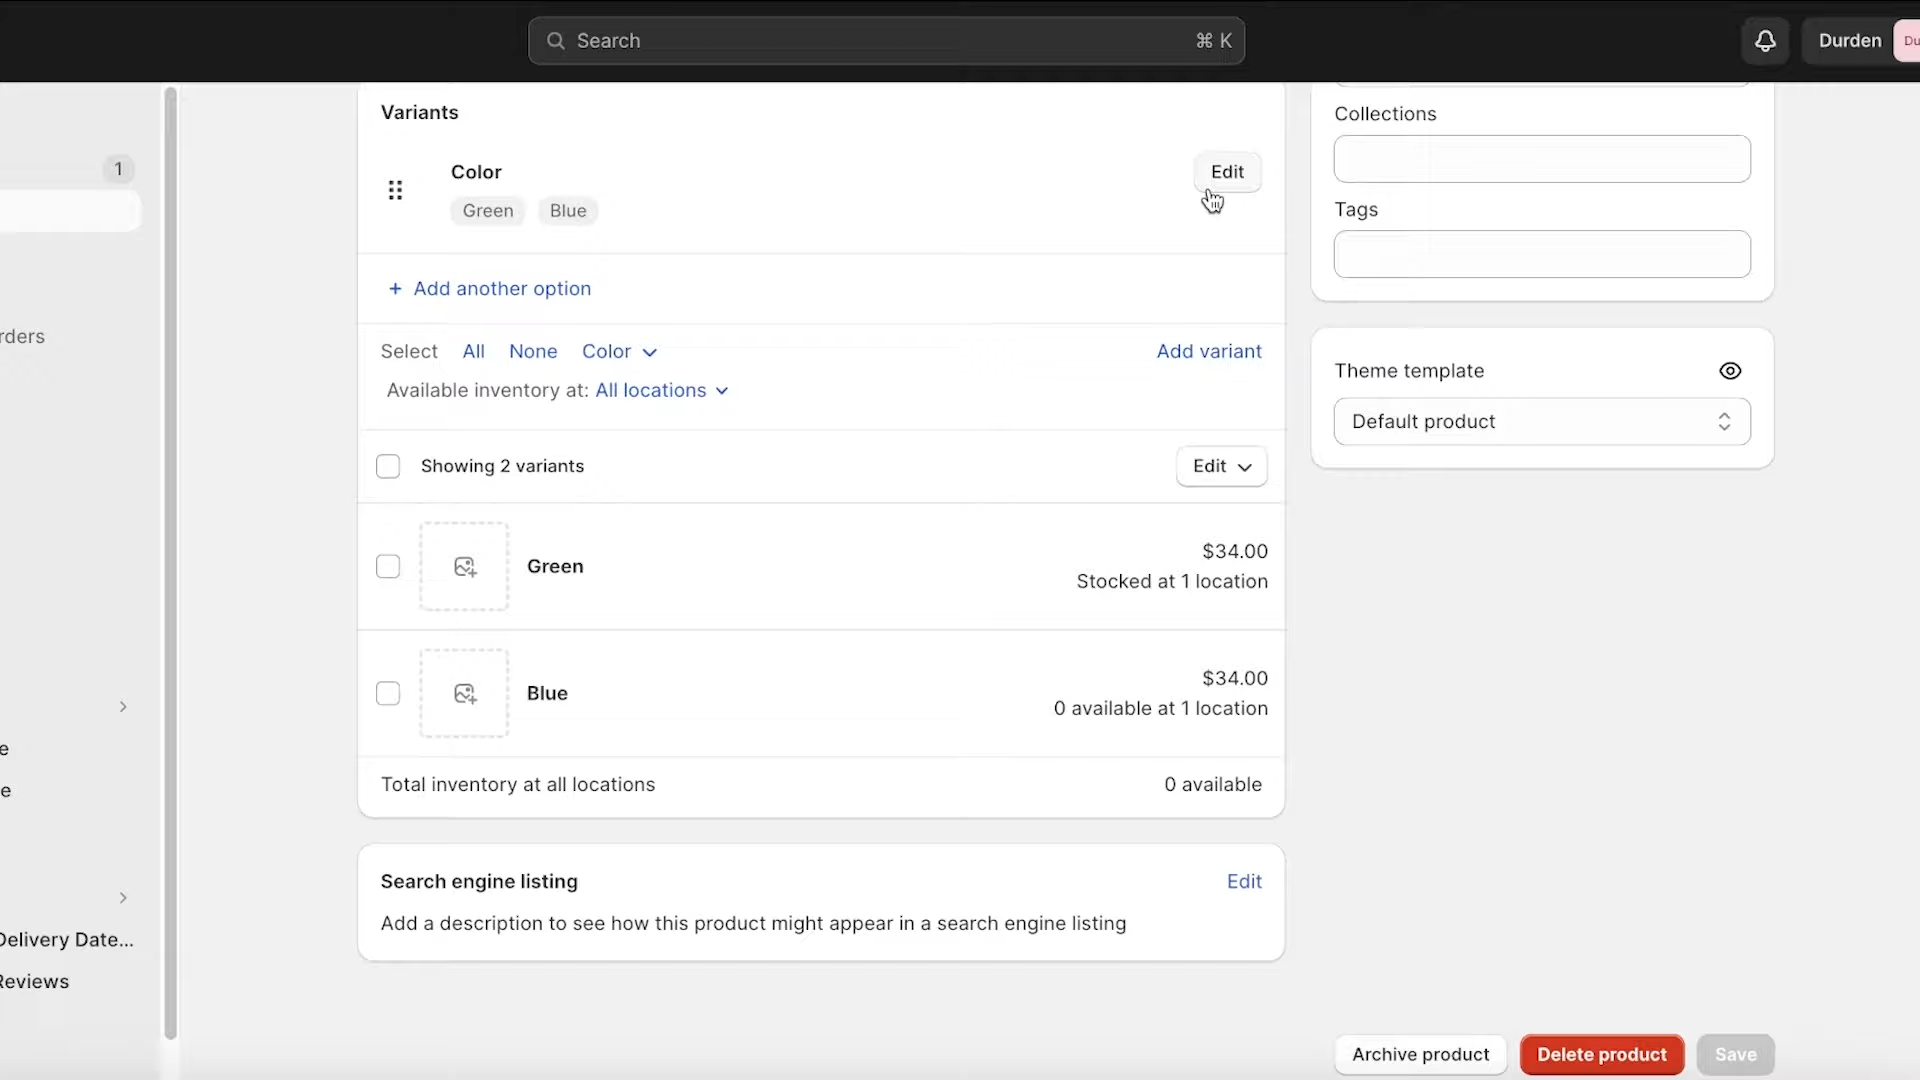 Search
⌘ K
Durden
Du
Variants
Color
Edit
Green
Blue
+ Add another option
Select All None Color
Add variant
Available inventory at: All locations
Showing 2 variants
Edit
Green
$34.00
Stocked at 1 location
Blue
$34.00
0 available at 1 location
Total inventory at all locations
0 available
Search engine listing
Edit
Add a description to see how this product might appear in a search engine listing
Collections
Tags
Theme template
Default product
Archive product
Delete product
Save
1
rders
e
e
Delivery Date...
Reviews